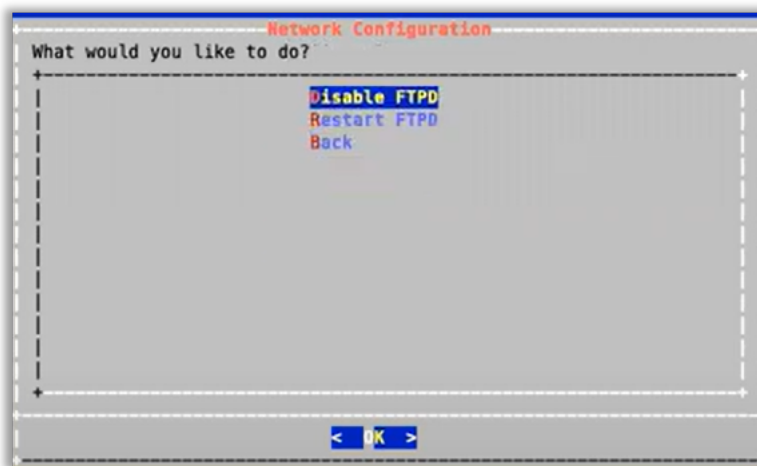 Network Configuration
What would you like to do?
Disable FTPD
Restart FTPD
Back
< OK >